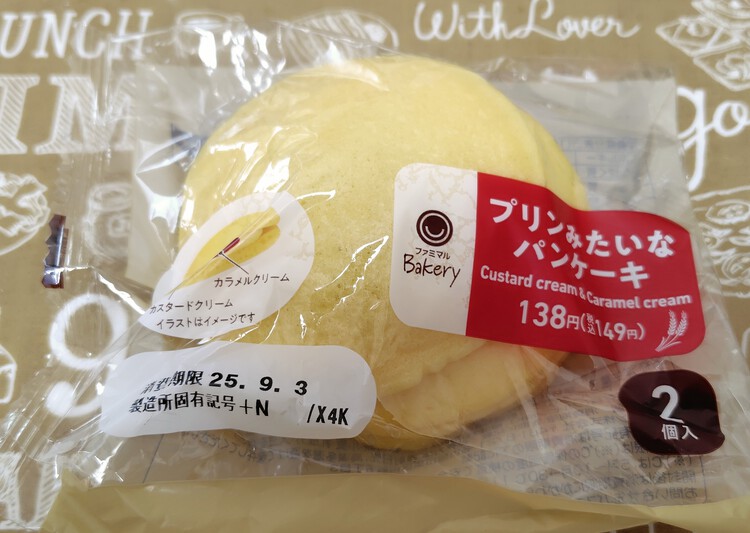 UNCH
With Lover
go
カラメルクリーム
カスタードクリーム
イラストはイメージです
ファミマル
Bakery
プリンみたいな
パンケーキ
Custard cream & Caramel cream
138円(税込149円)
消費期限 25. 9. 3
製造所固有記号+N /X4K
2
個入